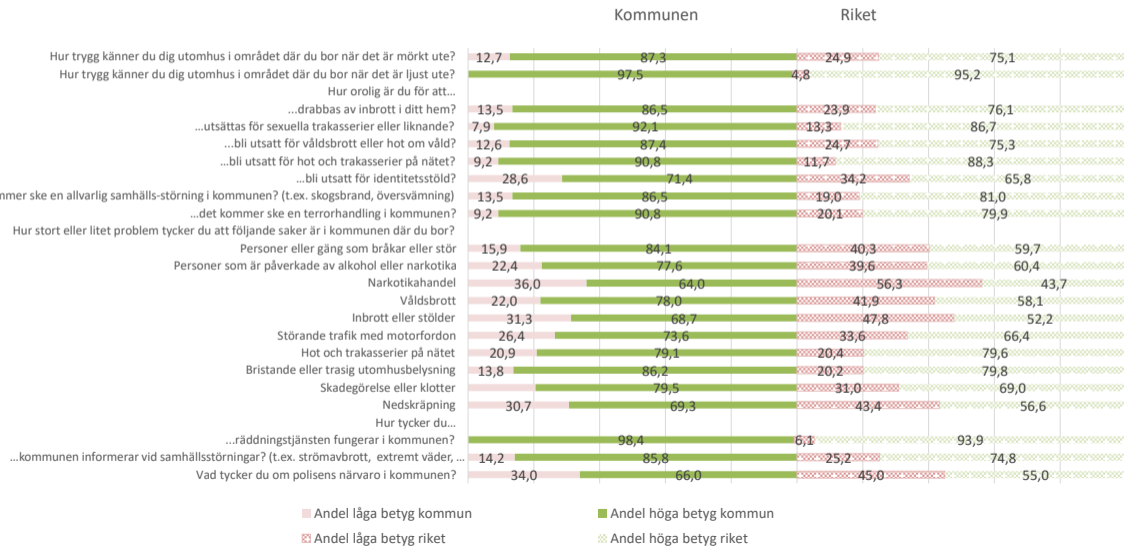 Kommunen Riket
Hur trygg känner du dig utomhus i området där du bor när det är mörkt ute? 12,7 87,3 24,9 75,1
Hur trygg känner du dig utomhus i området där du bor när det är ljust ute? 97,5 4,8 95,2
Hur orolig är du för att…
…drabbas av inbrott i ditt hem? 13,5 86,5 23,9 76,1
…utsättas för sexuella trakasserier eller liknande? 7,9 92,1 13,3 86,7
…bli utsatt för våldsbrott eller hot om våld? 12,6 87,4 24,7 75,3
…bli utsatt för hot och trakasserier på nätet? 9,2 90,8 11,7 88,3
…bli utsatt för identitetsstöld? 28,6 71,4 34,2 65,8
ske en allvarlig samhälls-störning i kommunen? (t.ex. skogsbrand, översvämning) 13,5 86,5 19,0 81,0
…det kommer ske en terrorhandling i kommunen? 9,2 90,8 20,1 79,9
Hur stort eller litet problem tycker du att följande saker är i kommunen där du bor?
Personer eller gäng som bråkar eller stör 15,9 84,1 40,3 59,7
Personer som är påverkade av alkohol eller narkotika 22,4 77,6 39,6 60,4
Narkotikahandel 36,0 64,0 56,3 43,7
Våldsbrott 22,0 78,0 41,9 58,1
Inbrott eller stölder 31,3 68,7 47,8 52,2
Störande trafik med motorfordon 26,4 73,6 33,6 66,4
Hot och trakasserier på nätet 20,9 79,1 20,4 79,6
Bristande eller trasig utomhusbelysning 13,8 86,2 20,2 79,8
Skadegörelse eller klotter 79,5 31,0 69,0
Nedskräpning 30,7 69,3 43,4 56,6
Hur tycker du…
…räddningstjänsten fungerar i kommunen? 98,4 6,1 93,9
…kommunen informerar vid samhällsstörningar? (t.ex. strömavbrott, extremt väder, … 14,2 85,8 25,2 74,8
Vad tycker du om polisens närvaro i kommunen? 34,0 66,0 45,0 55,0
Andel låga betyg kommun Andel höga betyg kommun
Andel låga betyg riket Andel höga betyg riket